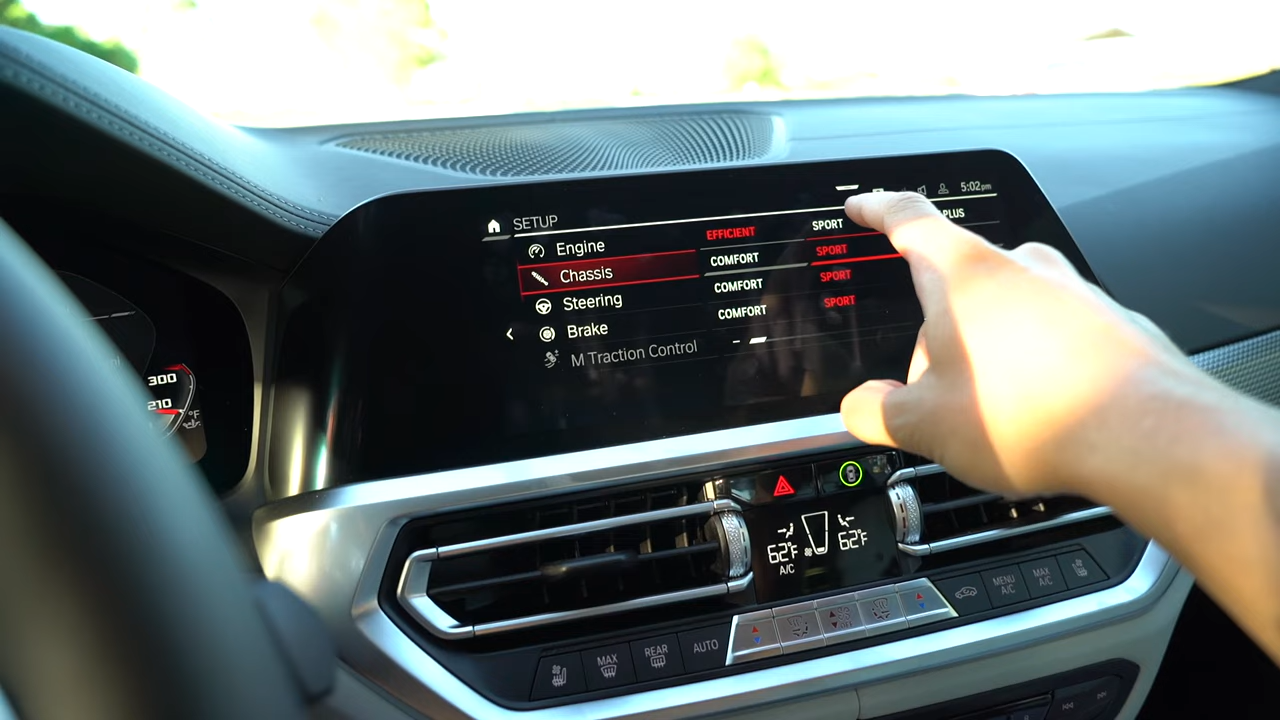 5:02pm
SETUP
Engine EFFICIENT SPORT PLUS
Chassis COMFORT SPORT
Steering COMFORT SPORT
Brake COMFORT SPORT
M Traction Control
300
210
°F
62°F 62°F
A/C
MAX
REAR
AUTO
OFF
MENU
A/C
MAX
A/C